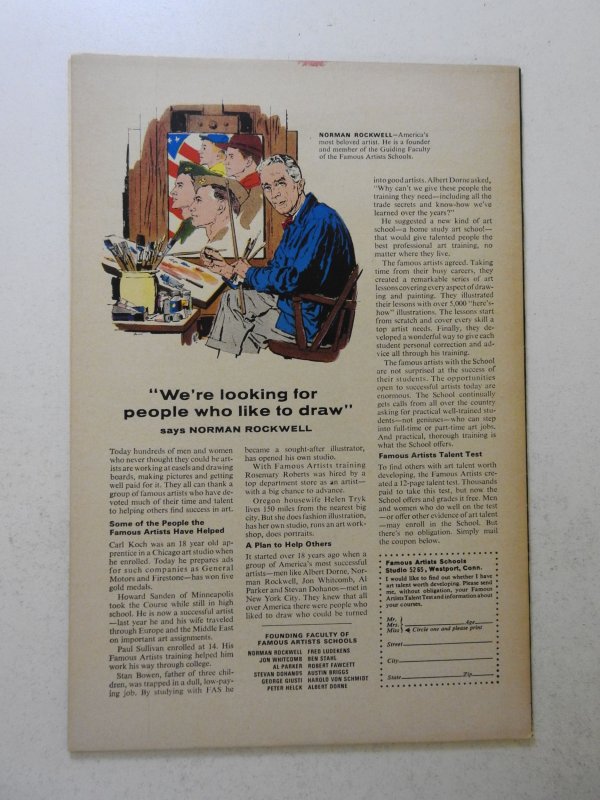 NORMAN ROCKWELL—America's
most beloved artist. He is a founder
and member of the Guiding Faculty
of the Famous Artists Schools.
"We're looking for
people who like to draw"
says NORMAN ROCKWELL
Today hundreds of men and women
who never thought they could be art-
ists are working at easels and drawing
boards, making pictures and getting
well paid for it. They all can thank a
group of famous artists who have de-
voted much of their time and talent
to helping others find success in art.
Some of the People the
Famous Artists Have Helped
Carl Koch was an 18 year old ap-
prentice in a Chicago art studio when
he enrolled. Today he prepares ads
for such companies as General
Motors and Firestone—has won five
gold medals.
Howard Sanden of Minneapolis
took the Course while still in high
school. He is now a successful artist
—last year he and his wife traveled
through Europe and the Middle East
on important art assignments.
Paul Sullivan enrolled at 14. His
Famous Artists training helped him
work his way through college.
Stan Bowen, father of three chil-
dren, was trapped in a dull, low-pay-
ing job. By studying with FAS he
became a sought-after illustrator,
has opened his own studio.
With Famous Artists training
Rosemary Roberts was hired by a
top department store as an artist—
with a big chance to advance.
Oregon housewife Helen Tryk
lives 150 miles from the nearest big
city. But she does fashion illustration,
has her own studio, runs an art work-
shop, does portraits.
A Plan to Help Others
It started over 18 years ago when a
group of America's most successful
artists—men like Albert Dorne, Nor-
man Rockwell, Jon Whitcomb, Al
Parker and Stevan Dohanos—met in
New York City. They knew that all
over America there were people who
liked to draw who could be turned
FOUNDING FACULTY OF
FAMOUS ARTISTS SCHOOLS
NORMAN ROCKWELL FRED LUDEKENS
JON WHITCOMB BEN STAHL
AL PARKER ROBERT FAWCETT
STEVAN DOHANOS AUSTIN BRIGGS
GEORGE GIUSTI HAROLD VON SCHMIDT
PETER HELCK ALBERT DORNE
into good artists. Albert Dorne asked,
"Why can't we give these people the
training they need—including all the
trade secrets and know-how we've
learned over the years?"
He suggested a new kind of art
school—a home study art school—
that would give talented people the
best professional art training, no
matter where they live.
The famous artists agreed. Taking
time from their busy careers, they
created a remarkable series of art
lessons covering every aspect of draw-
ing and painting. They illustrated
their lessons with over 5,000 "here's-
how" illustrations. The lessons start
from scratch and cover every skill a
top artist needs. Finally, they de-
veloped a wonderful way to give each
student personal correction and ad-
vice all through his training.
The famous artists with the School
are not surprised at the success of
their students. The opportunities
open to successful artists today are
enormous. The School continually
gets calls from all over the country
asking for practical well-trained stu-
dents—not geniuses—who can step
into full-time or part-time art jobs.
And practical, thorough training is
what the School offers.
Famous Artists Talent Test
To find others with art talent worth
developing, the Famous Artists cre-
ated a 12-page talent test. Thousands
paid to take this test, but now the
School offers and grades it free. Men
and women who do well on the test
—or offer other evidence of art talent
—may enroll in the School. But
there's no obligation. Simply mail
the coupon below.
Famous Artists Schools
Studio 5265, Westport, Conn.
I would like to find out whether I have
art talent worth developing. Please send
me, without obligation, your Famous
Artists Talent Test and information about
your courses.
Mr.
Mrs. Age
Miss Circle one and please print
Street
City
State Zip